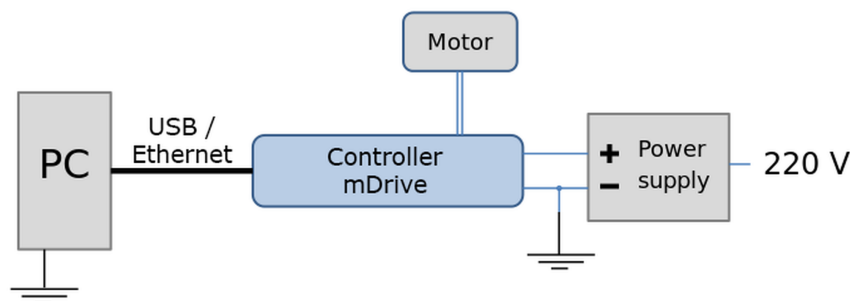 Motor
USB /
Ethernet
PC
Controller
mDrive
+ Power
− supply
220 V